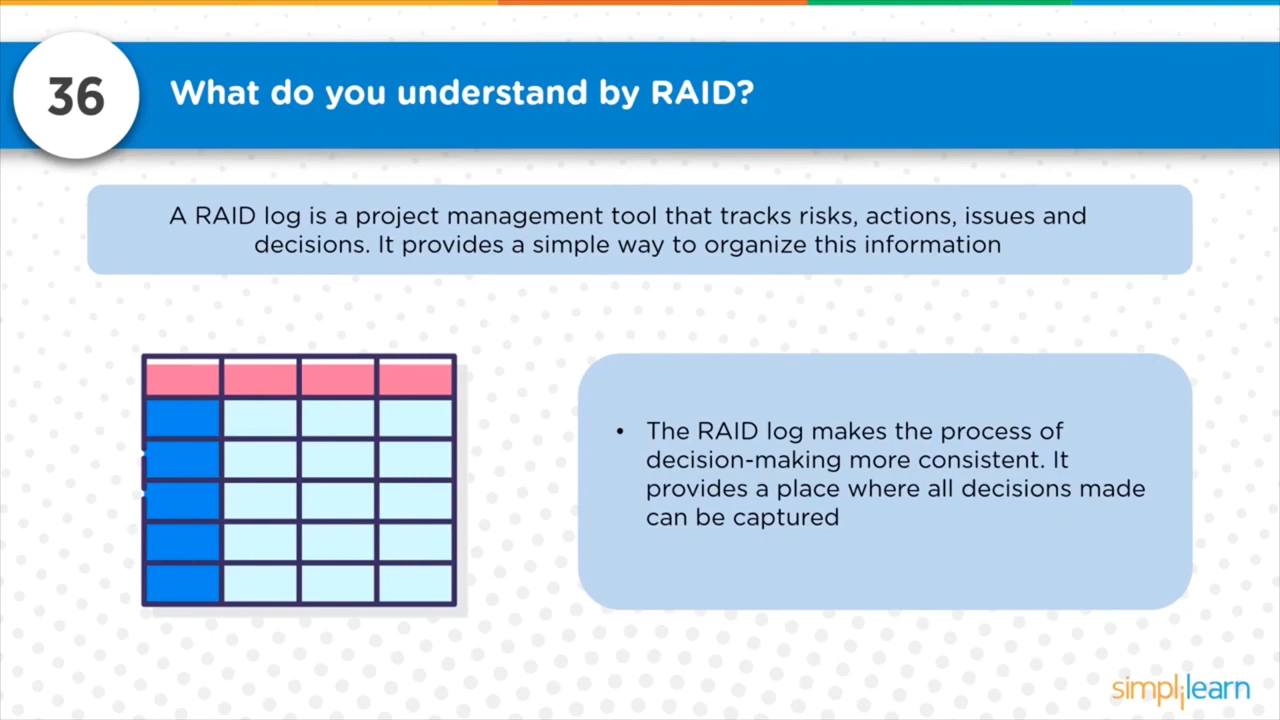 36
What do you understand by RAID?
A RAID log is a project management tool that tracks risks, actions, issues and
decisions. It provides a simple way to organize this information
• The RAID log makes the process of
decision-making more consistent. It
provides a place where all decisions made
can be captured
simplilearn